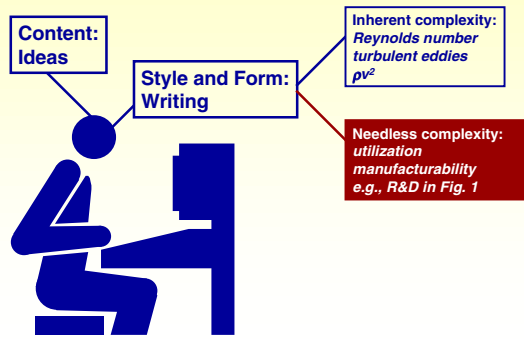 Content:
Ideas
Style and Form:
Writing
Inherent complexity:
Reynolds number
turbulent eddies
ρv²
Needless complexity:
utilization
manufacturability
e.g., R&D in Fig. 1